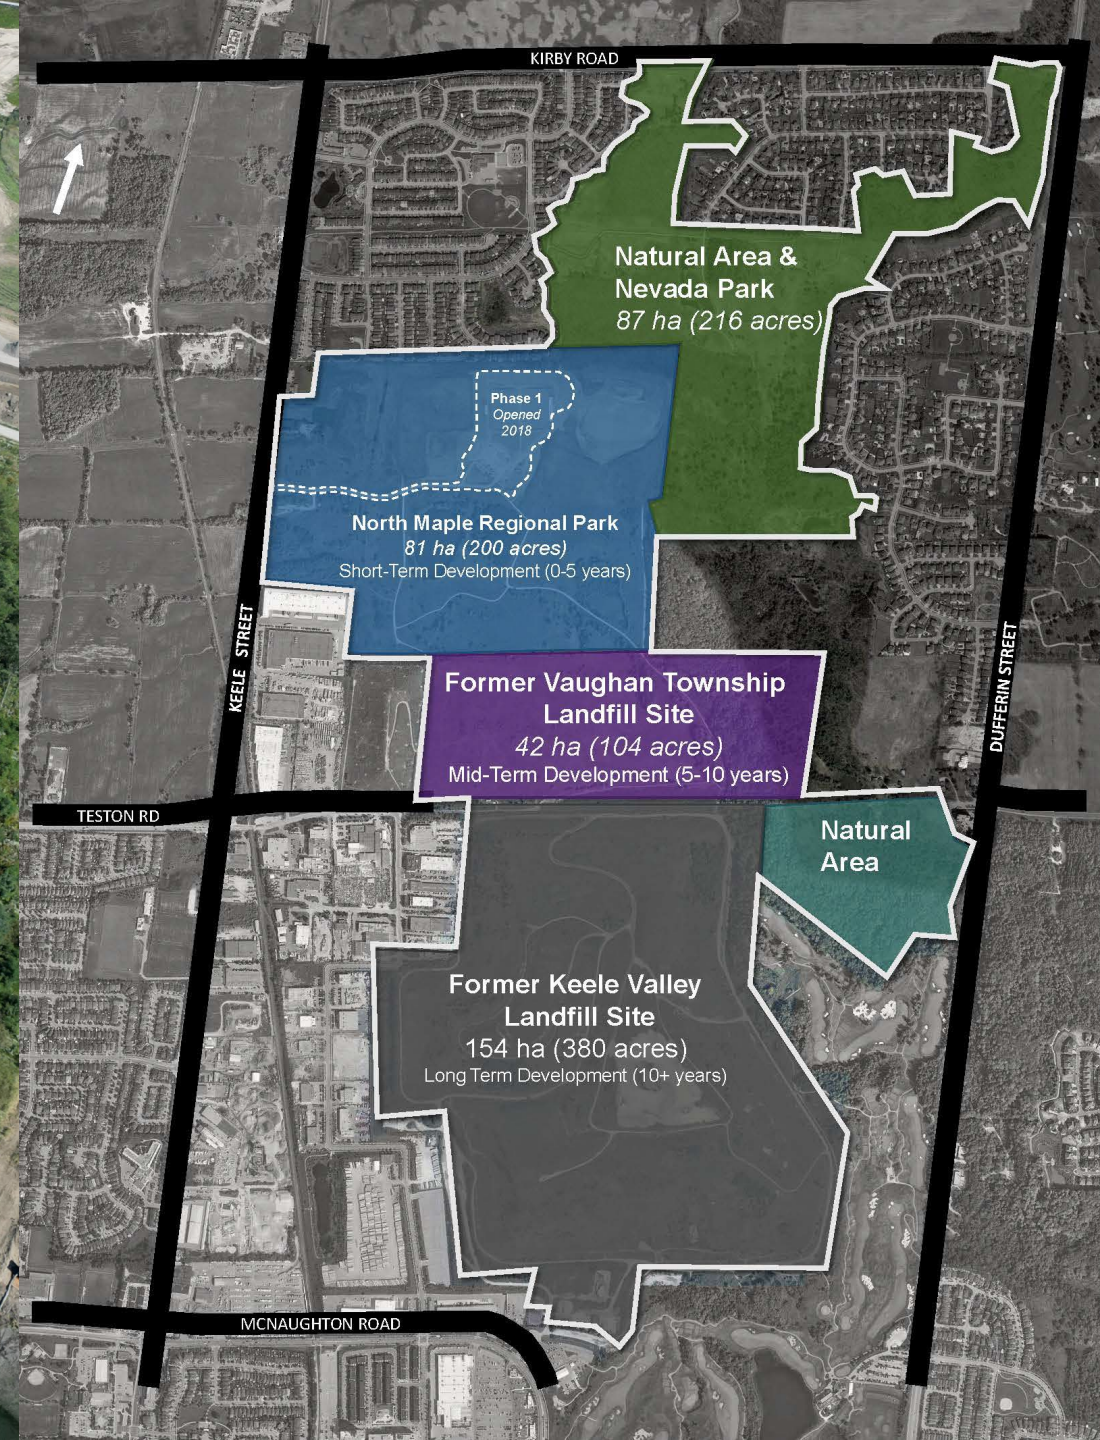 KIRBY ROAD
Natural Area &
Nevada Park
87 ha (216 acres)
Phase 1
Opened
2018
North Maple Regional Park
81 ha (200 acres)
Short-Term Development (0-5 years)
KEELE STREET
DUFFERIN STREET
Former Vaughan Township
Landfill Site
42 ha (104 acres)
Mid-Term Development (5-10 years)
TESTON RD
Natural
Area
Former Keele Valley
Landfill Site
154 ha (380 acres)
Long Term Development (10+ years)
MCNAUGHTON ROAD